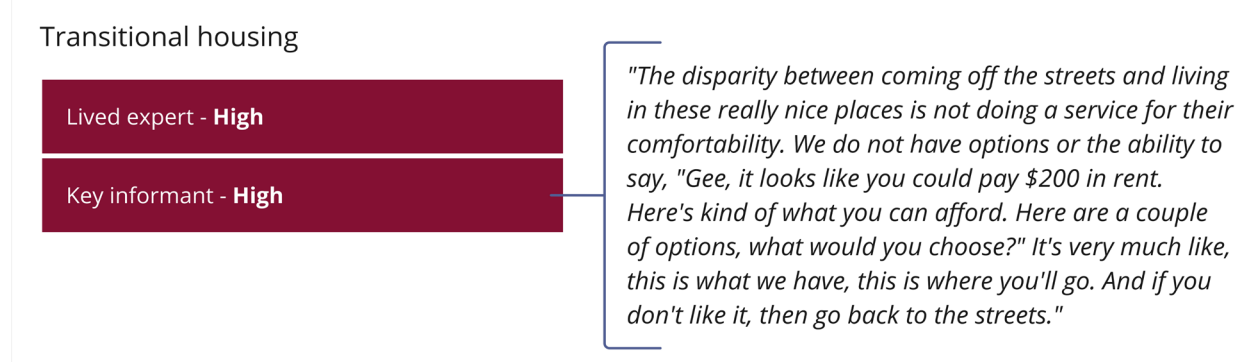 Transitional housing
Lived expert - High
Key informant - High
"The disparity between coming off the streets and living
in these really nice places is not doing a service for their
comfortability. We do not have options or the ability to
say, "Gee, it looks like you could pay $200 in rent.
Here's kind of what you can afford. Here are a couple
of options, what would you choose?" It's very much like,
this is what we have, this is where you'll go. And if you
don't like it, then go back to the streets."